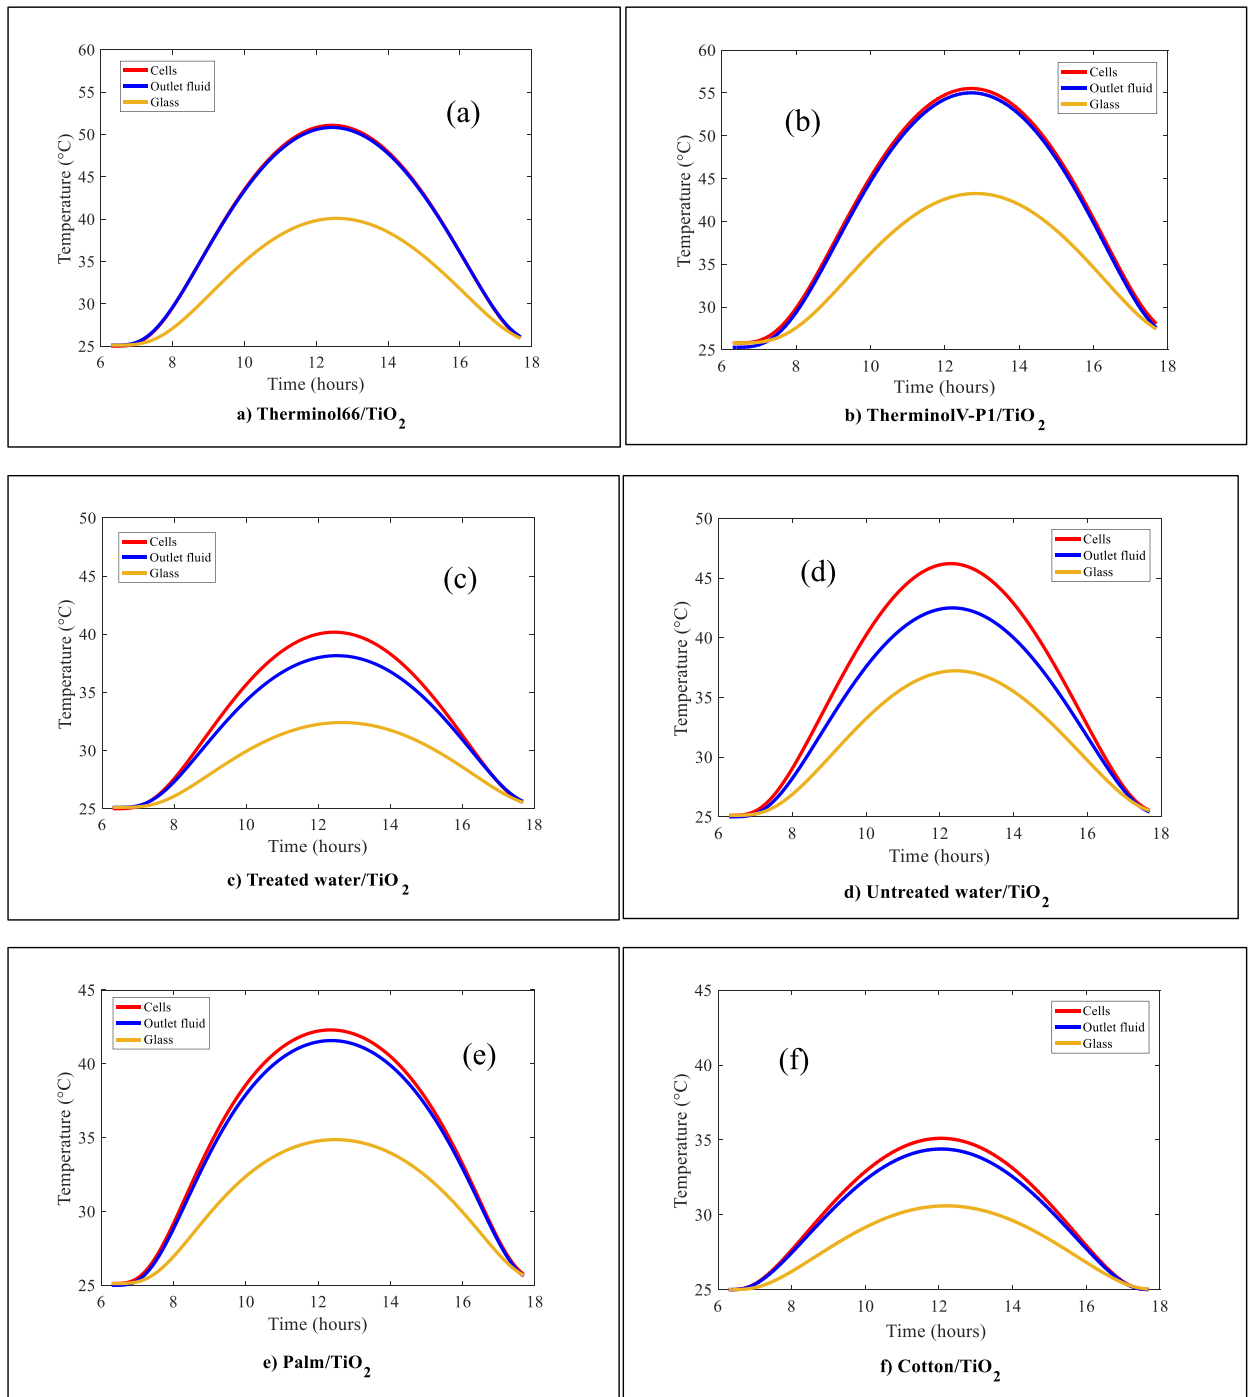 60
55
50
45
40
35
30
25
Temperature (°C)
Cells
Outlet fluid
Glass
(a)
6 8 10 12 14 16 18
Time (hours)
a) Therminol66/TiO2
60
55
50
45
40
35
30
25
Temperature (°C)
Cells
Outlet fluid
Glass
(b)
6 8 10 12 14 16 18
Time (hours)
b) TherminolV-P1/TiO2
50
45
40
35
30
25
Temperature (°C)
Cells
Outlet fluid
Glass
(c)
6 8 10 12 14 16 18
Time (hours)
c) Treated water/TiO2
50
45
40
35
30
25
Temperature (°C)
Cells
Outlet fluid
Glass
(d)
6 8 10 12 14 16 18
Time (hours)
d) Untreated water/TiO2
45
40
35
30
25
Temperature (°C)
Cells
Outlet fluid
Glass
(e)
6 8 10 12 14 16 18
Time (hours)
e) Palm/TiO2
45
40
35
30
25
Temperature (°C)
Cells
Outlet fluid
Glass
(f)
6 8 10 12 14 16 18
Time (hours)
f) Cotton/TiO2